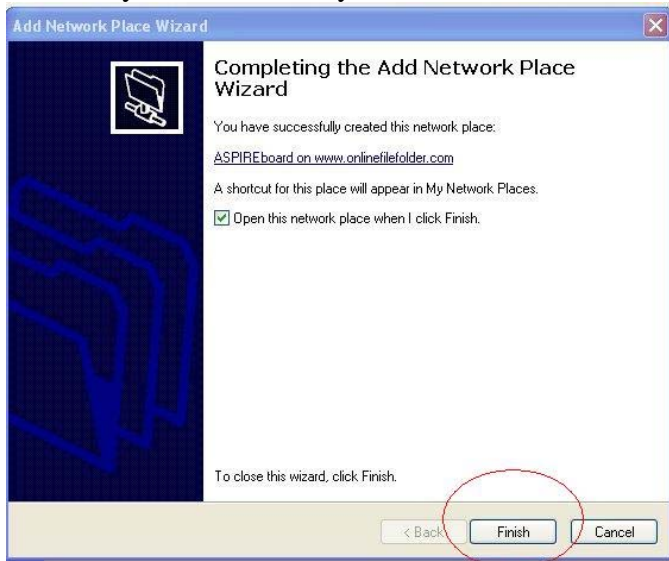 Add Network Place Wizard
Completing the Add Network Place
Wizard
You have successfully created this network place:
ASPIREboard on www.onlinefilefolder.com
A shortcut for this place will appear in My Network Places.
Open this network place when I click Finish.
To close this wizard, click Finish.
< Back Finish Cancel